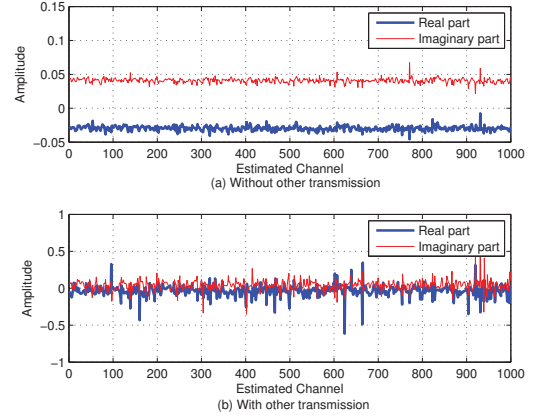 0.15
0.1
0.05
0
−0.05
Amplitude
Real part
Imaginary part
0 100 200 300 400 500 600 700 800 900 1000
Estimated Channel
(a) Without other transmission
1
0.5
0
−0.5
−1
Amplitude
Real part
Imaginary part
0 100 200 300 400 500 600 700 800 900 1000
Estimated Channel
(b) With other transmission